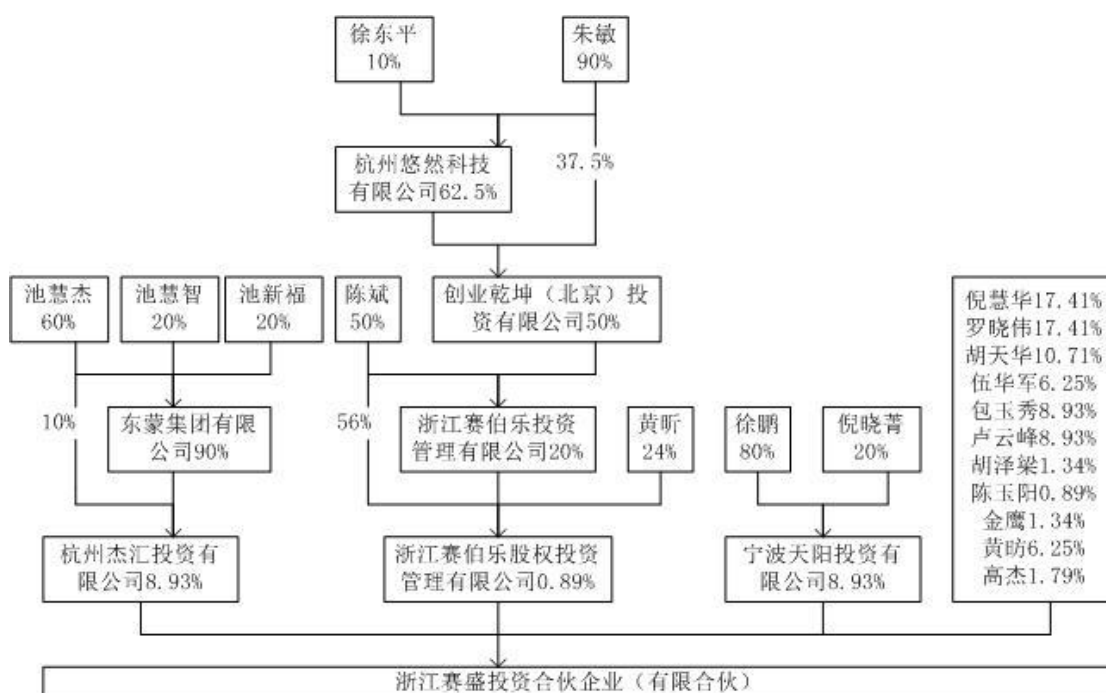 徐东平
10%
朱敏
90%
杭州悠然科技
有限公司62.5%
37.5%
池慧杰
60%
池慧智
20%
池新福
20%
陈斌
50%
创业乾坤（北京）投
资有限公司50%
倪慧华17.41%
罗晓伟17.41%
胡天华10.71%
伍华军6.25%
包玉秀8.93%
卢云峰8.93%
胡泽梁1.34%
陈玉阳0.89%
金鹰1.34%
黄昉6.25%
高杰1.79%
10%
东蒙集团有限
公司90%
56%
浙江赛伯乐投资
管理有限公司20%
黄昕
24%
徐鹏
80%
倪晓菁
20%
杭州杰汇投资有
限公司8.93%
浙江赛伯乐股权投资
管理有限公司0.89%
宁波天阳投资有
限公司8.93%
浙江赛盛投资合伙企业（有限合伙）